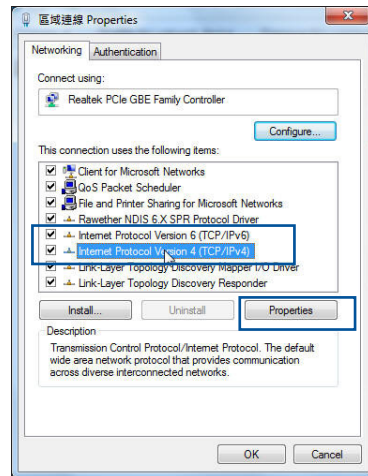 區域連線 Properties
Networking Authentication
Connect using:
Realtek PCIe GBE Family Controller
Configure...
This connection uses the following items:
Client for Microsoft Networks
QoS Packet Scheduler
File and Printer Sharing for Microsoft Networks
Rawether NDIS 6.X SPR Protocol Driver
Internet Protocol Version 6 (TCP/IPv6)
Internet Protocol Version 4 (TCP/IPv4)
Link-Layer Topology Discovery Mapper I/O Driver
Link-Layer Topology Discovery Responder
Install... Uninstall Properties
Description
Transmission Control Protocol/Internet Protocol. The default
wide area network protocol that provides communication
across diverse interconnected networks.
OK Cancel